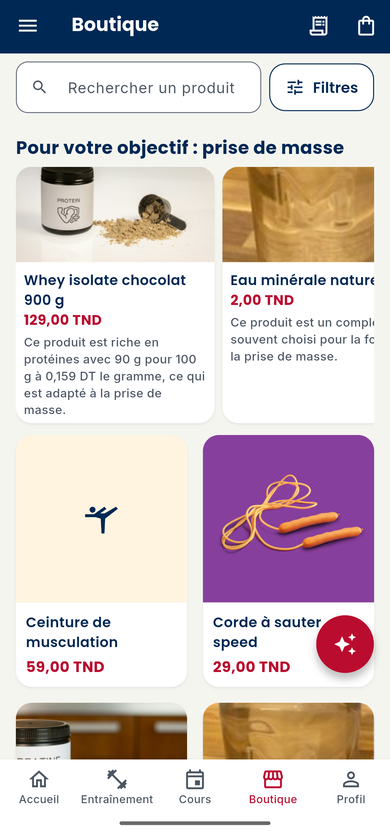 Boutique
Rechercher un produit
Filtres
Pour votre objectif : prise de masse
PROTEIN
Whey isolate chocolat
900 g
129,00 TND
Ce produit est riche en
protéines avec 90 g pour 100
g à 0,159 DT le gramme, ce qui
est adapté à la prise de
masse.
Eau minérale nature
2,00 TND
Ce produit est un
souvent choisi pour la
la prise de masse.
Ceinture de
musculation
59,00 TND
Corde à sauter
speed
29,00 TND
Accueil
Entraînement
Cours
Boutique
Profil